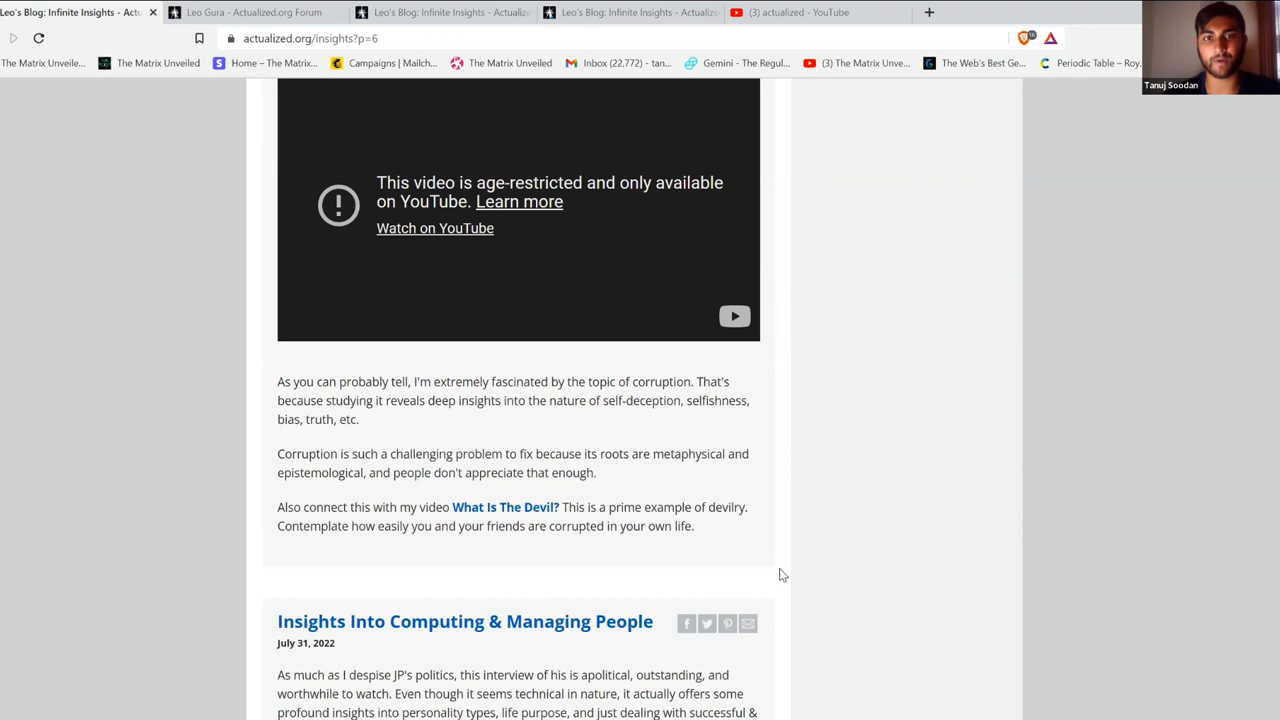 Leo's Blog: Infinite Insights - Actu
Leo Gura - Actualized.org Forum
Leo's Blog: Infinite Insights - Actualize
Leo's Blog: Infinite Insights - Actualize
(3) actualized - YouTube
actualized.org/insights?p=6
16
The Matrix Unveile...
The Matrix Unveiled
Home – The Matrix...
Campaigns | Mailch...
The Matrix Unveiled
Inbox (22,772) - tan...
Gemini - The Regul...
(3) The Matrix Unve...
The Web's Best Ge...
Periodic Table – Roy...
Tanuj Soodan
This video is age-restricted and only available
on YouTube. Learn more
Watch on YouTube
As you can probably tell, I'm extremely fascinated by the topic of corruption. That's
because studying it reveals deep insights into the nature of self-deception, selfishness,
bias, truth, etc.
Corruption is such a challenging problem to fix because its roots are metaphysical and
epistemological, and people don't appreciate that enough.
Also connect this with my video What Is The Devil? This is a prime example of devilry.
Contemplate how easily you and your friends are corrupted in your own life.
Insights Into Computing & Managing People
July 31, 2022
As much as I despise JP's politics, this interview of his is apolitical, outstanding, and
worthwhile to watch. Even though it seems technical in nature, it actually offers some
profound insights into personality types, life purpose, and just dealing with successful &